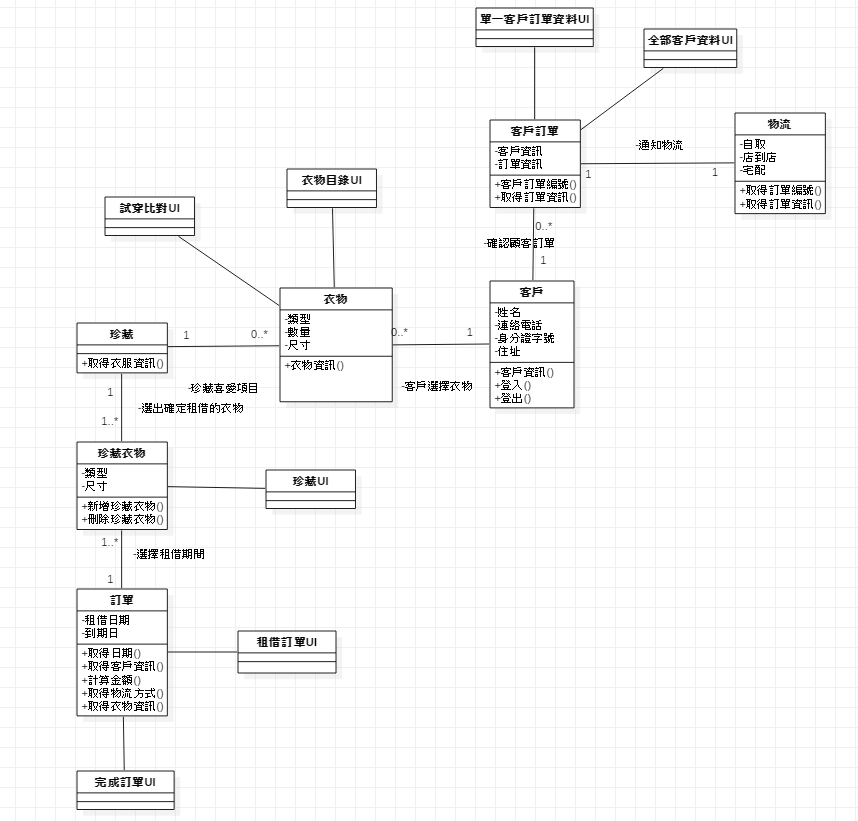 單一客戶訂單資料UI
全部客戶資料UI
客戶訂單
-客戶資訊
-訂單資訊
+客戶訂單編號()
+取得訂單資訊()
-通知物流
1
1
物流
-自取
-店到店
-宅配
+取得訂單編號()
+取得訂單資訊()
衣物目錄UI
試穿比對UI
0..*
-確認顧客訂單
1
衣物
-類型
-數量
-尺寸
+衣物資訊()
客戶
-姓名
-連絡電話
-身分證字號
-住址
+客戶資訊()
+登入()
+登出()
珍藏
+取得衣服資訊()
1
0..*
0..*
1
-珍藏喜愛項目
-客戶選擇衣物
1
-選出確定租借的衣物
1..*
珍藏衣物
-類型
-尺寸
+新增珍藏衣物()
+刪除珍藏衣物()
珍藏UI
1..*
-選擇租借期間
1
訂單
-租借日期
-到期日
+取得日期()
+取得客戶資訊()
+計算金額()
+取得物流方式()
+取得衣物資訊()
租借訂單UI
完成訂單UI